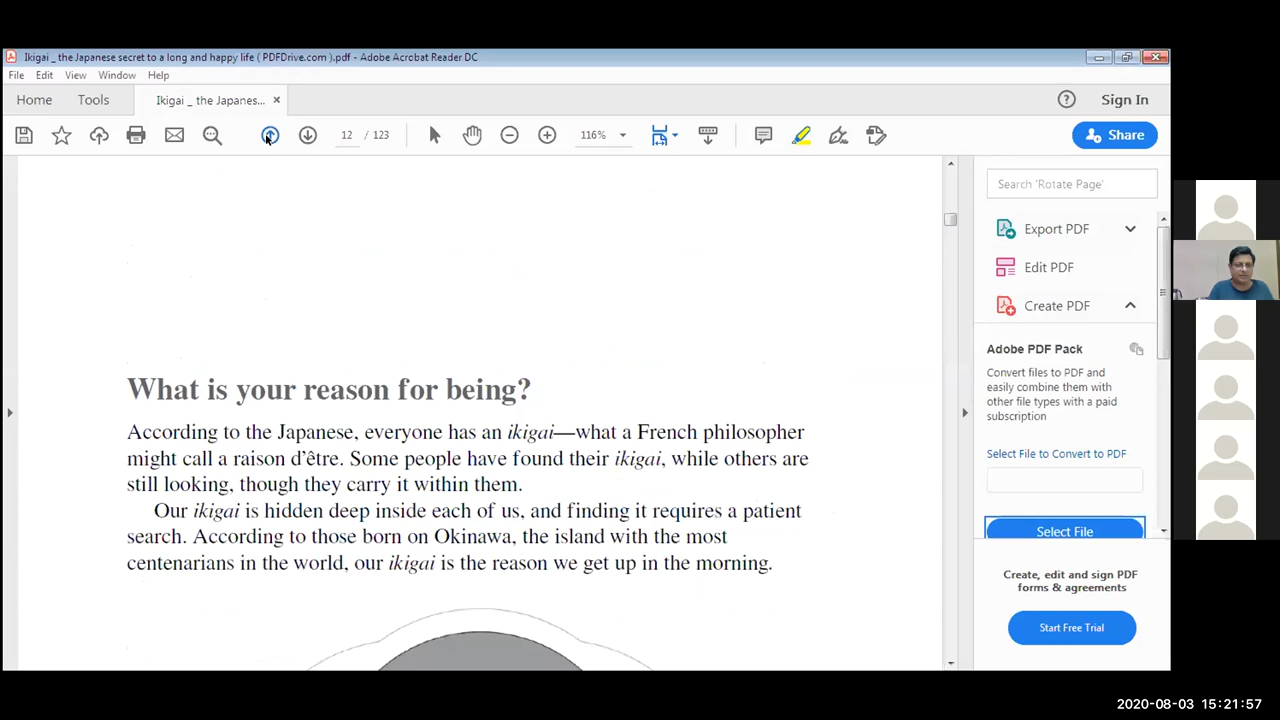 Ikigai _ the Japanese secret to a long and happy life ( PDFDrive.com ).pdf - Adobe Acrobat Reader DC
File Edit View Window Help
Home Tools Ikigai _ the Japanes... Sign In
12 / 123 116% Share
Search 'Rotate Page'
Export PDF
Edit PDF
Create PDF
Adobe PDF Pack
Convert files to PDF and
easily combine them with
other file types with a paid
subscription
Select File to Convert to PDF
Select File
Create, edit and sign PDF
forms & agreements
Start Free Trial
What is your reason for being?
According to the Japanese, everyone has an ikigai—what a French philosopher
might call a raison d'être. Some people have found their ikigai, while others are
still looking, though they carry it within them.
Our ikigai is hidden deep inside each of us, and finding it requires a patient
search. According to those born on Okinawa, the island with the most
centenarians in the world, our ikigai is the reason we get up in the morning.
2020-08-03 15:21:57